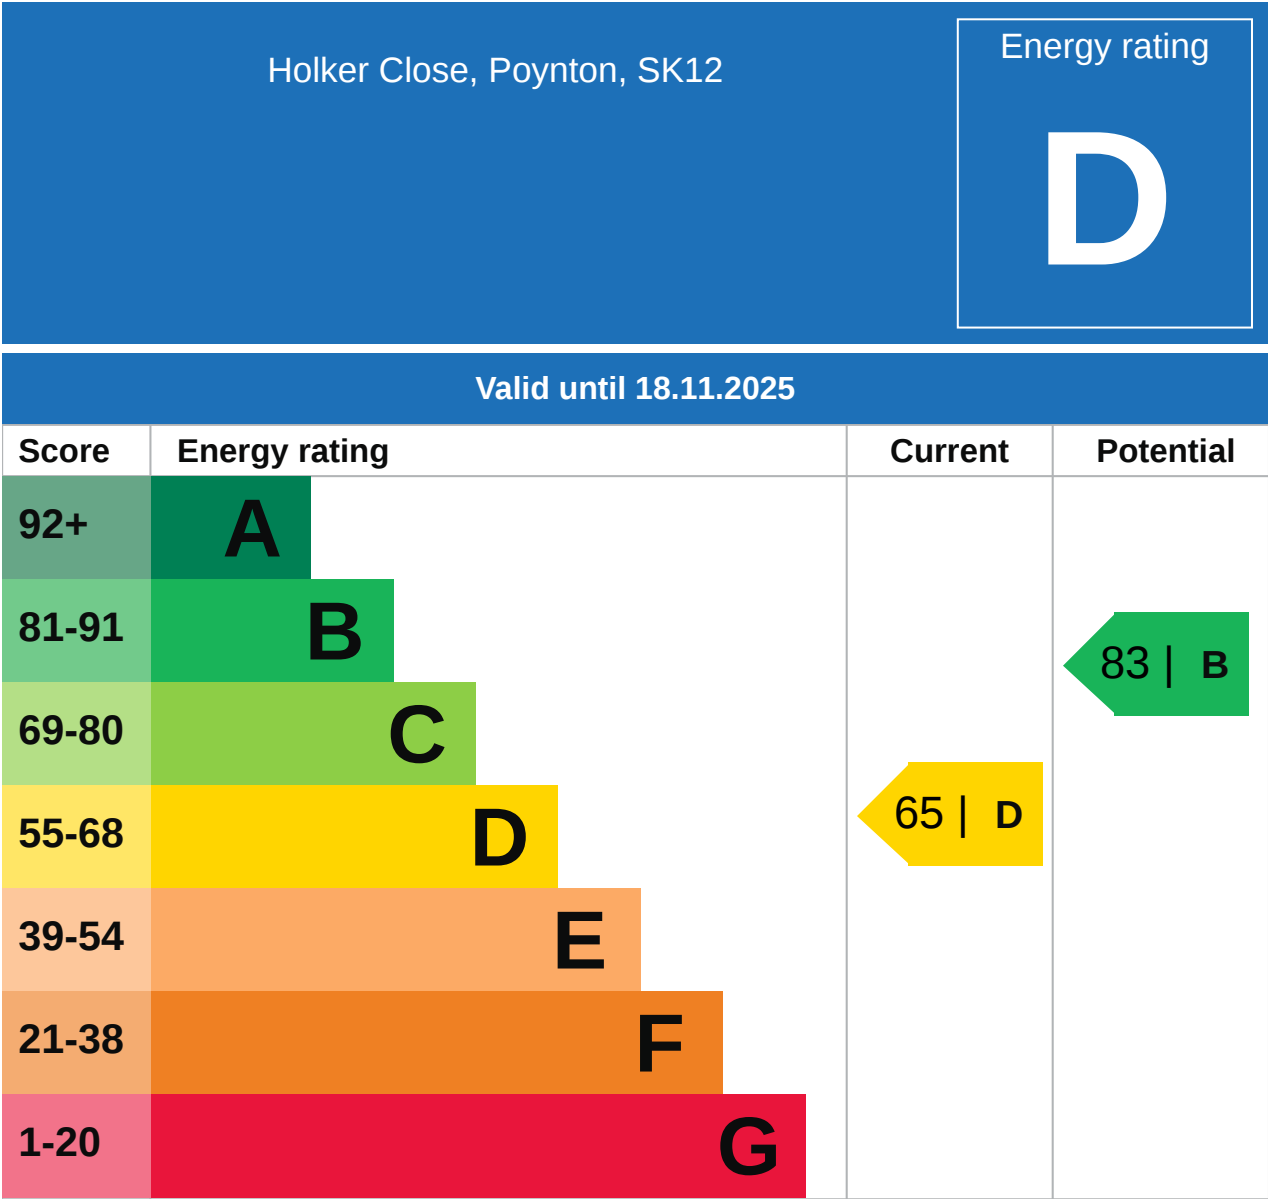 Holker Close, Poynton, SK12
Energy rating
D
Valid until 18.11.2025
Score Energy rating Current Potential
92+ A
81-91 B
83 | B
69-80 C
55-68 D
65 | D
39-54 E
21-38 F
1-20 G